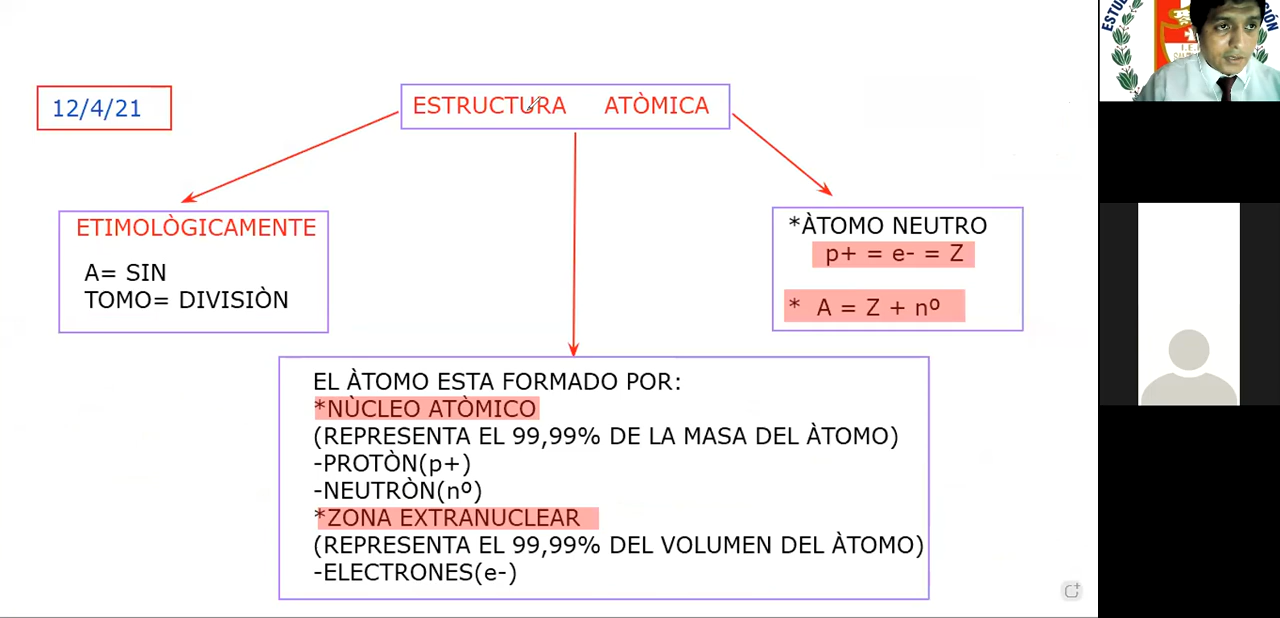 12/4/21
ESTRUCTURA ATÒMICA
ETIMOLÒGICAMENTE
A= SIN
TOMO= DIVISIÒN
*ÀTOMO NEUTRO
p+ = e- = Z
* A = Z + nº
EL ÀTOMO ESTA FORMADO POR:
*NÙCLEO ATÒMICO
(REPRESENTA EL 99,99% DE LA MASA DEL ÀTOMO)
-PROTÒN(p+)
-NEUTRÒN(nº)
*ZONA EXTRANUCLEAR
(REPRESENTA EL 99,99% DEL VOLUMEN DEL ÀTOMO)
-ELECTRONES(e-)